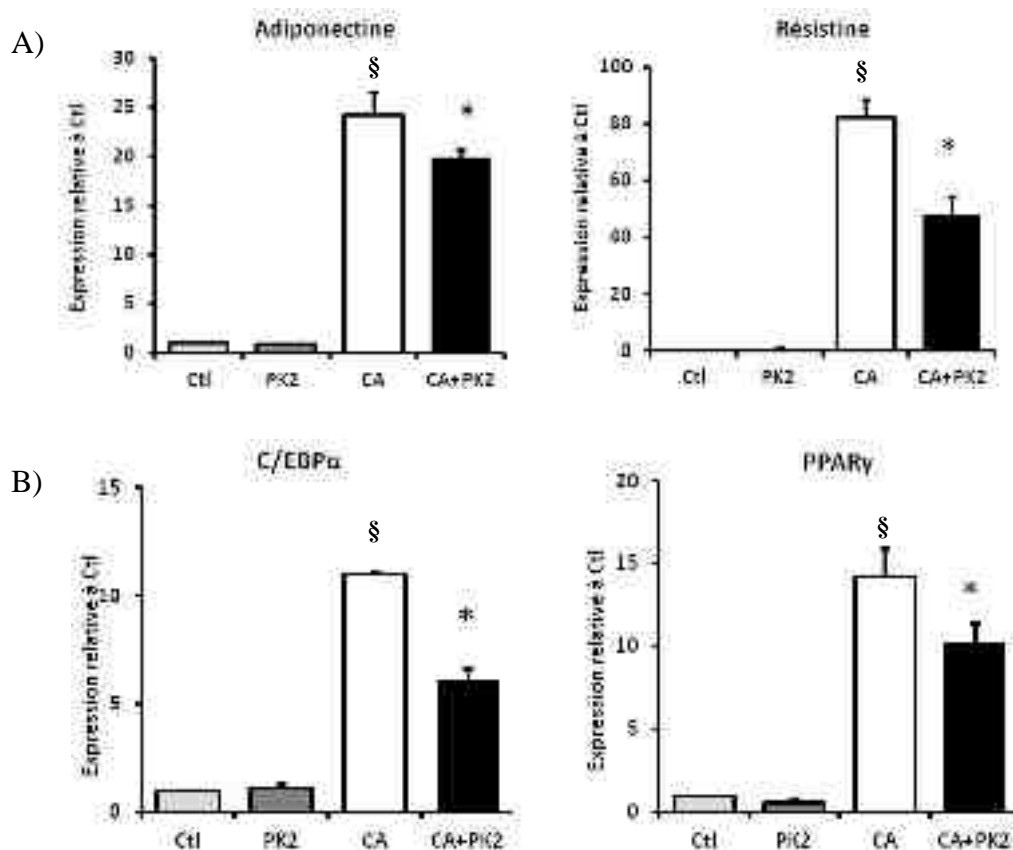 A)
Adiponectine
Expression relative à Ctl
30
25
20
15
10
5
0
§
*
Ctl
PK2
CA
CA+PK2
Résistine
Expression relative à Ctl
100
80
60
40
20
0
§
*
Ctl
PK2
CA
CA+PK2
B)
C/EBPα
Expression relative à Ctl
15
10
5
0
§
*
Ctl
PK2
CA
CA+PK2
PPARγ
Expression relative à Ctl
20
15
10
5
0
§
*
Ctl
PK2
CA
CA+PK2